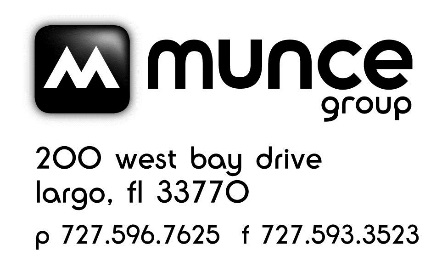 munce
group
200 west bay drive
largo, fl 33770
p 727.596.7625 f 727.593.3523